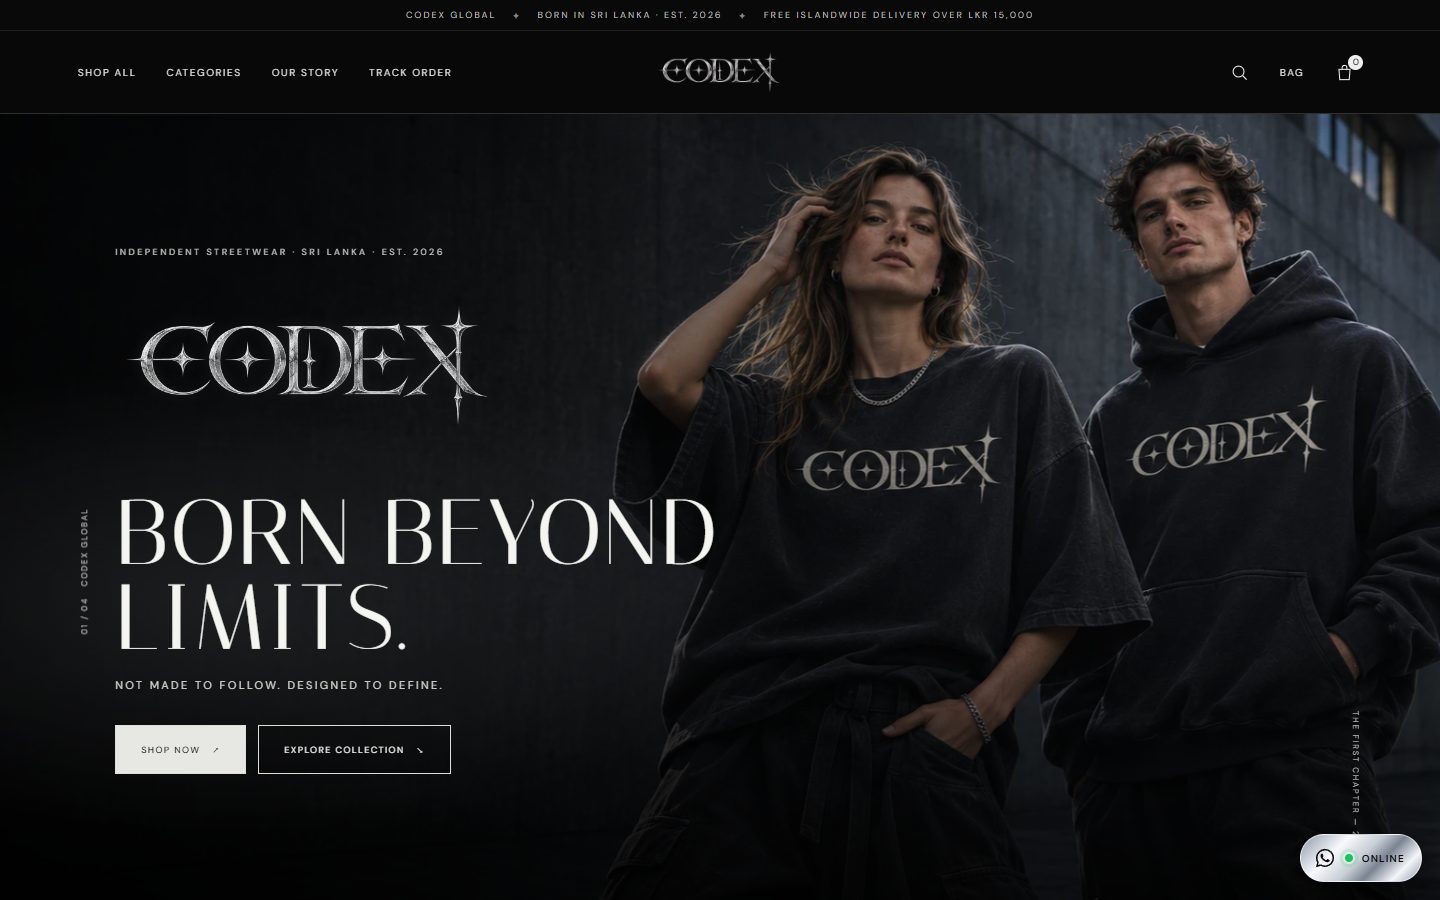 CODEX GLOBAL ✦ BORN IN SRI LANKA · EST. 2026 ✦ FREE ISLANDWIDE DELIVERY OVER LKR 15,000
SHOP ALL CATEGORIES OUR STORY TRACK ORDER
CODEX
BAG
0
INDEPENDENT STREETWEAR · SRI LANKA · EST. 2026
CODEX
CODEX
CODEX
01 / 04 CODEX GLOBAL
BORN BEYOND
LIMITS.
NOT MADE TO FOLLOW. DESIGNED TO DEFINE.
SHOP NOW ↗
EXPLORE COLLECTION ↘
THE FIRST CHAPTER —
ONLINE